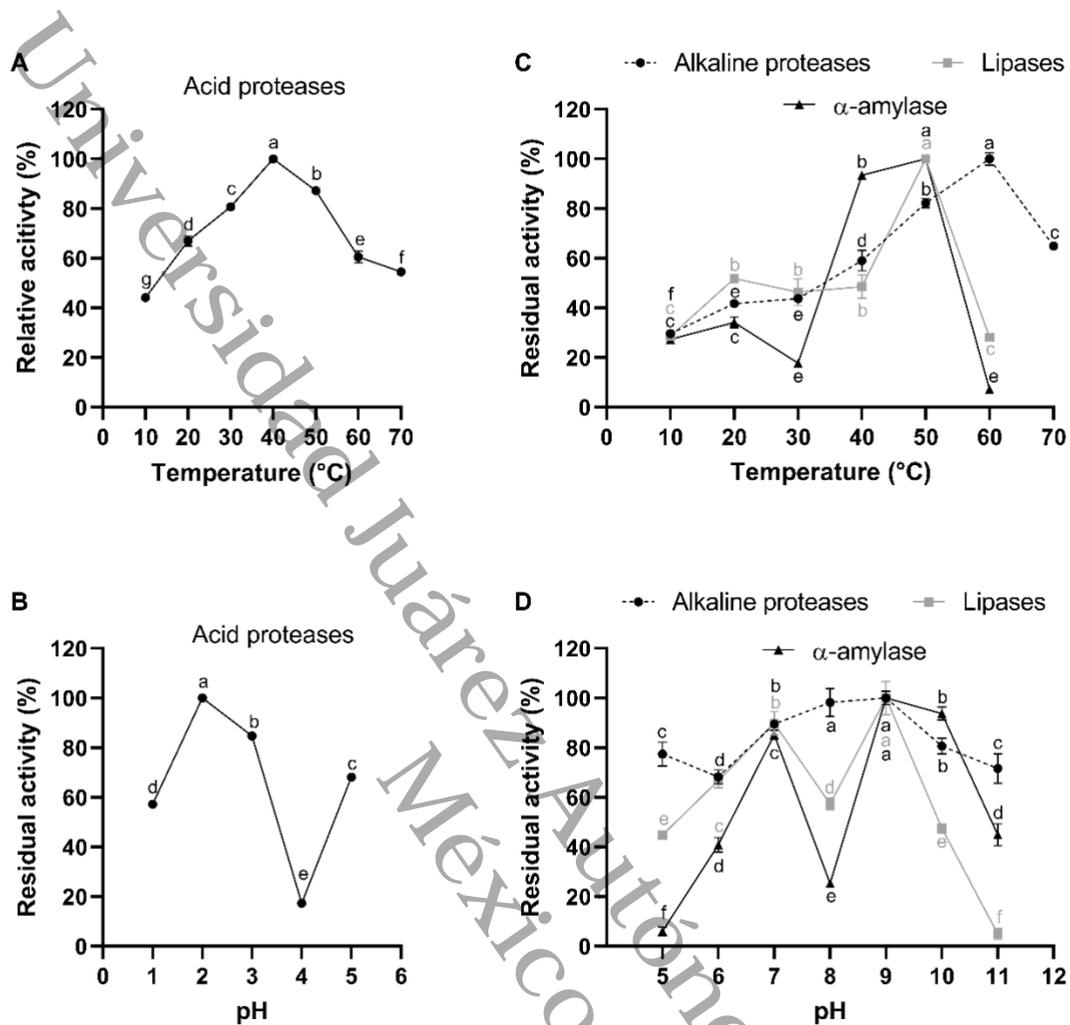 A
Acid proteases
120
100
80
60
40
20
0
Relative acitivty (%)
g
d
c
a
b
e
f
0 10 20 30 40 50 60 70
Temperature (°C)
C
Alkaline proteases Lipases
α-amylase
120
100
80
60
40
20
0
Residual activity (%)
f
c
c
b
e
c
b
e
e
b
d
b
a
a
b
a
c
e
c
0 10 20 30 40 50 60 70
Temperature (°C)
B
Acid proteases
120
100
80
60
40
20
0
Residual activity (%)
d
a
b
e
c
0 1 2 3 4 5 6
pH
D
Alkaline proteases Lipases
α-amylase
120
100
80
60
40
20
0
Residual activity (%)
c
e
f
d
c
d
b
b
c
a
d
e
a
a
a
b
b
e
c
d
f
5 6 7 8 9 10 11 12
pH
Universidad Juárez Autóno
México